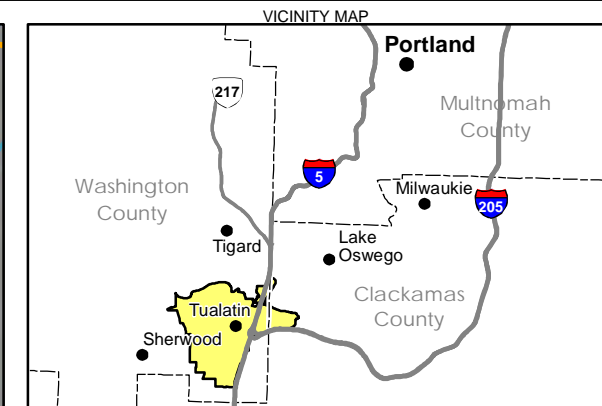 VICINITY MAP
Portland
217
Multnomah
County
5
Washington
County
Milwaukie
205
Tigard
Lake
Oswego
Clackamas
County
Tualatin
Sherwood